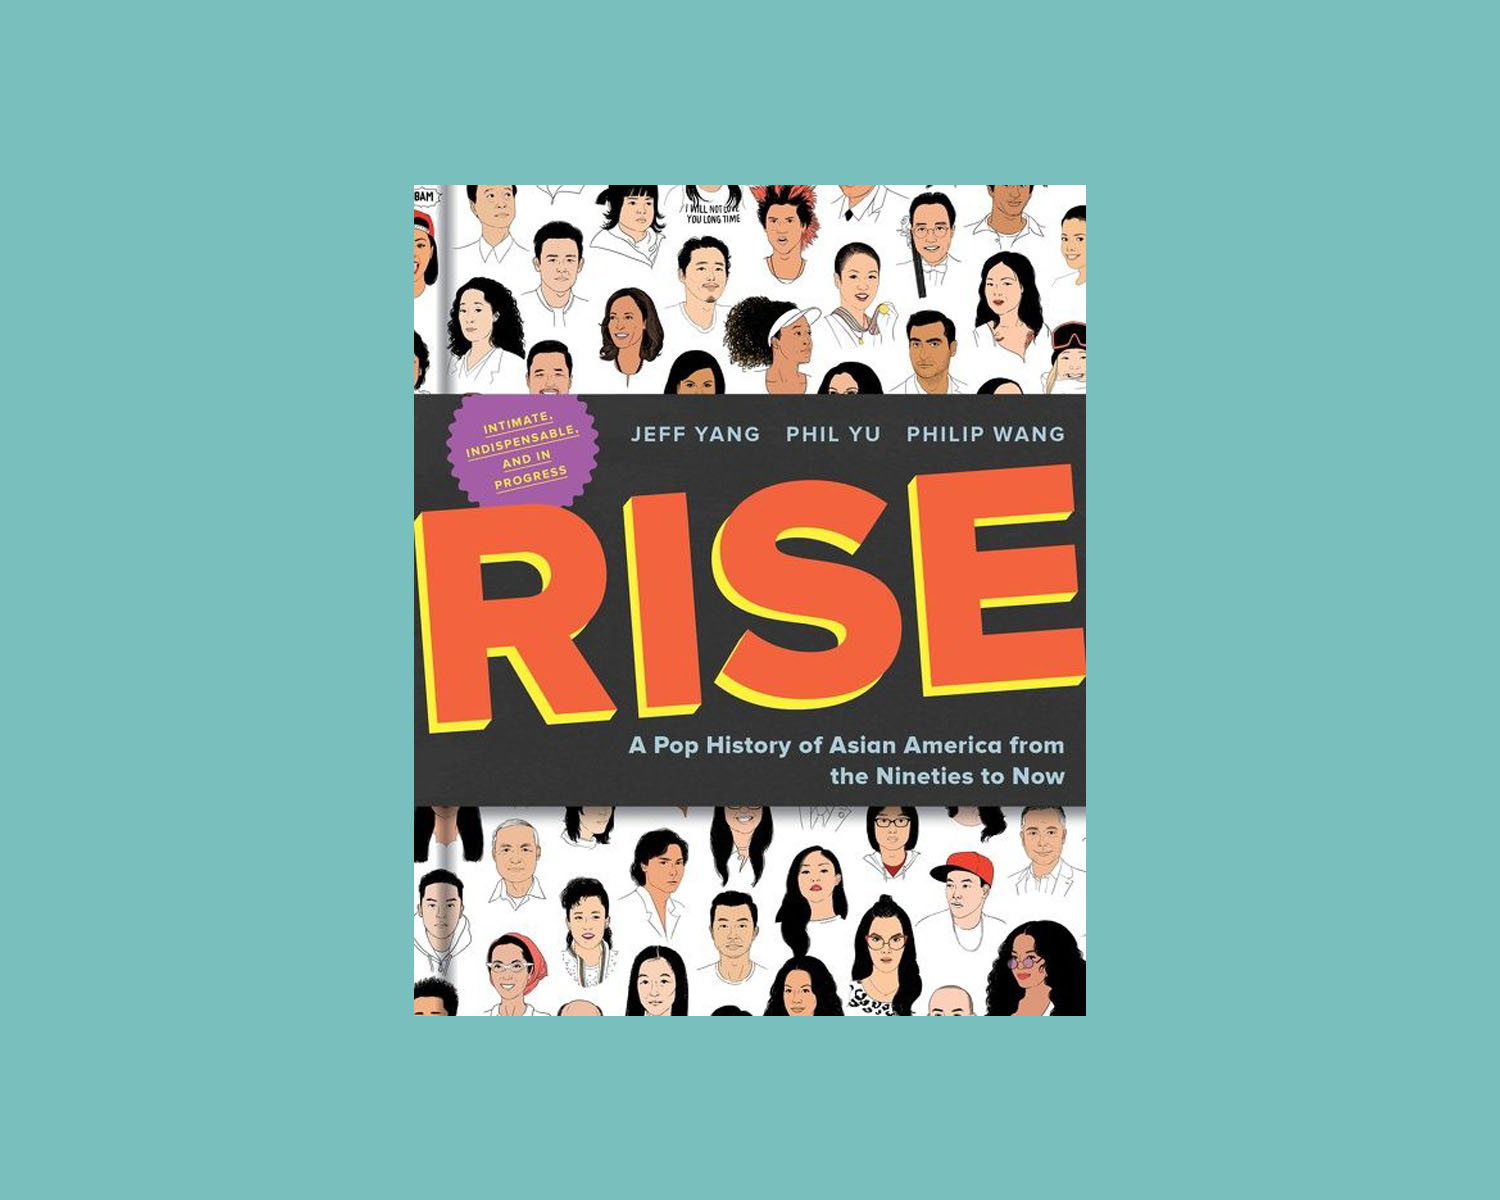 BAM
I WILL NOT LOVE
YOU LONG TIME
INTIMATE,
INDISPENSABLE,
AND IN
PROGRESS
JEFF YANG PHIL YU PHILIP WANG
RISE
A Pop History of Asian America from
the Nineties to Now